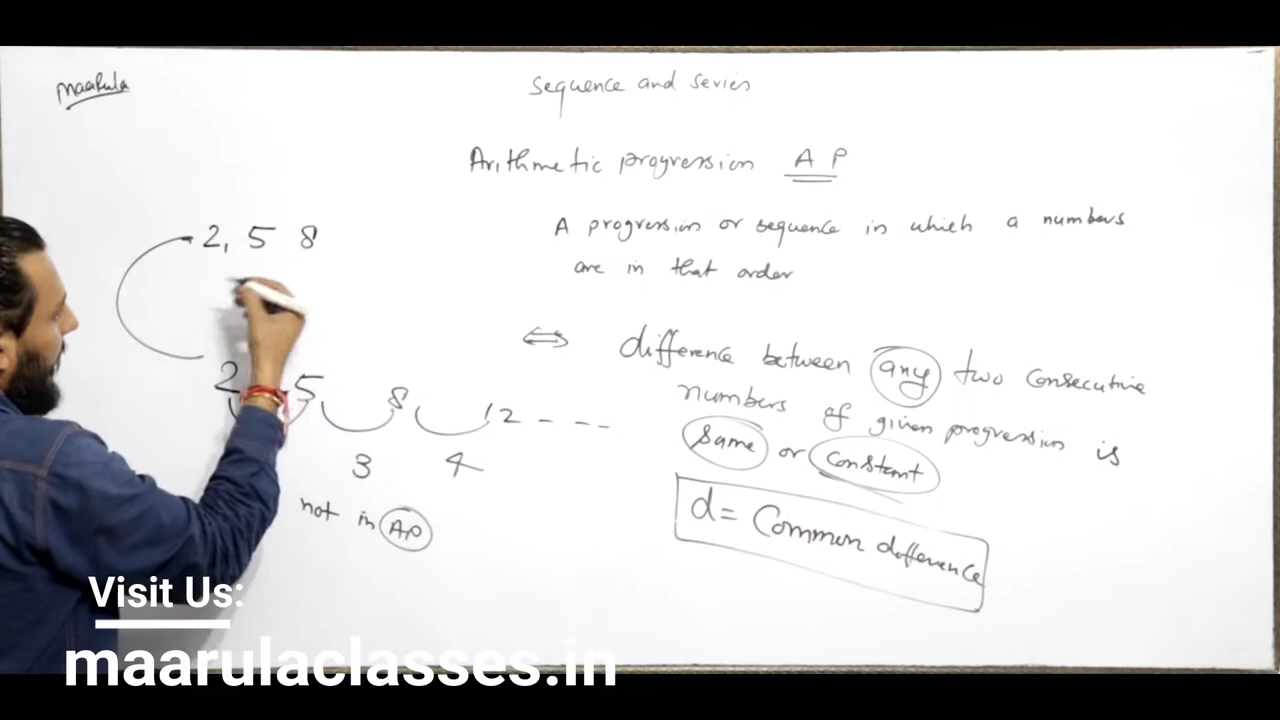 maarula
Sequence and series
Arithmetic progression A P
A progression or sequence in which a numbers
are in that order
2, 5 8
⇔ difference between any two consecutive
numbers of given progression is
same or constant
d = Common difference
2 5 8 12 - - -
3 4
not in AP
Visit Us:
maarulaclasses.in